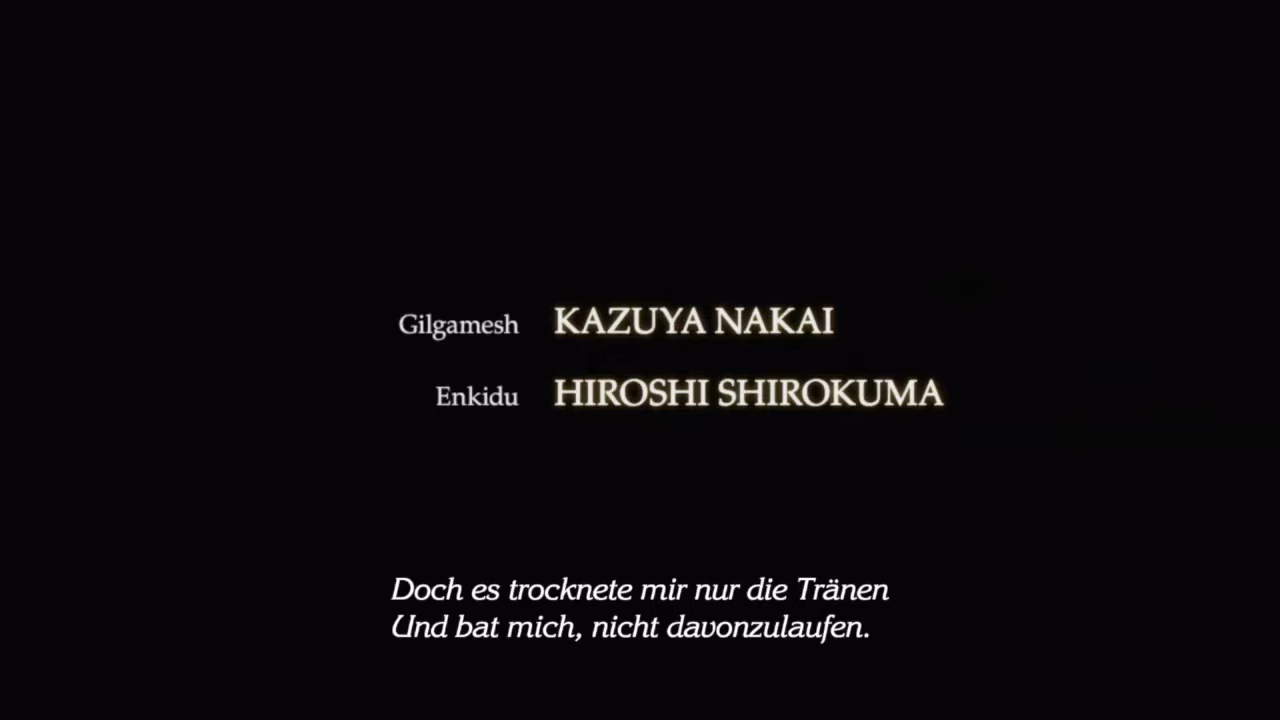 Gilgamesh KAZUYA NAKAI
Enkidu HIROSHI SHIROKUMA
Doch es trocknete mir nur die Tränen
Und bat mich, nicht davonzulaufen.